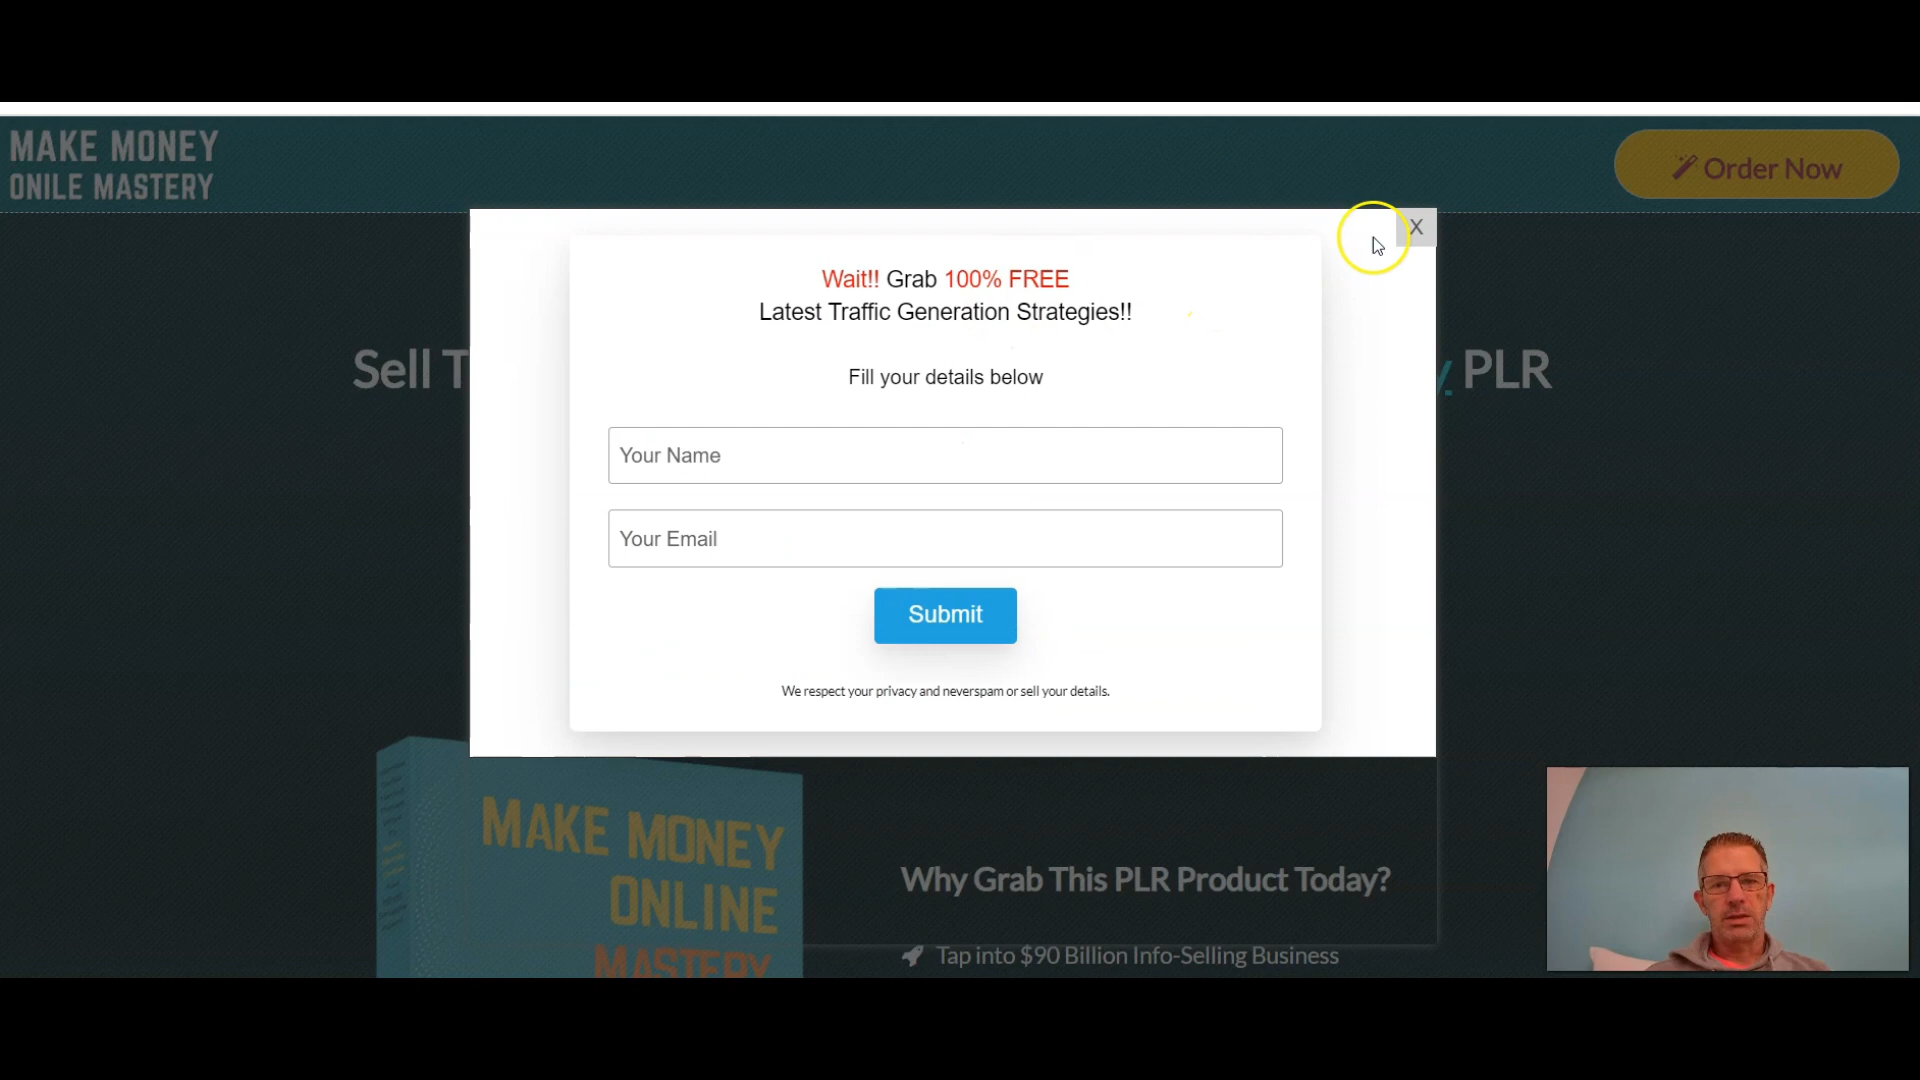 MAKE MONEY
ONILE MASTERY
Order Now
X
Wait!! Grab 100% FREE
Latest Traffic Generation Strategies!!
Sell T
PLR
Fill your details below
Your Name
Your Email
Submit
We respect your privacy and neverspam or sell your details.
MAKE MONEY
ONLINE
MASTERY
Why Grab This PLR Product Today?
Tap into $90 Billion Info-Selling Business